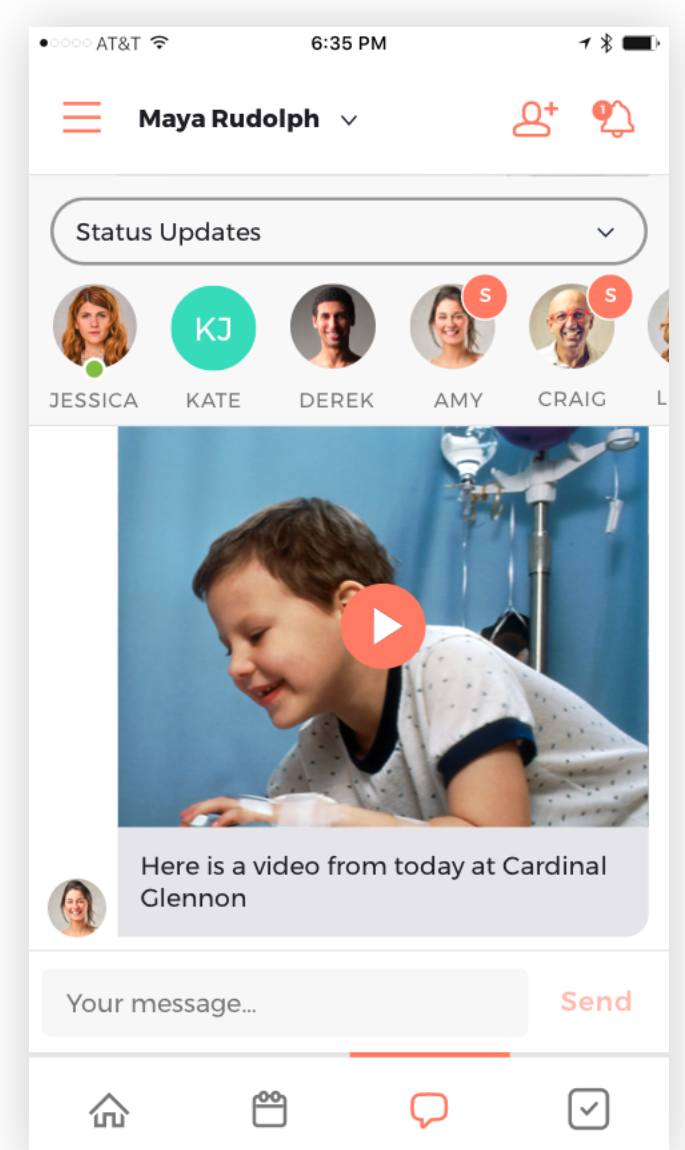 AT&T 6:35 PM
Maya Rudolph
1
Status Updates
S S
KJ
JESSICA KATE DEREK AMY CRAIG L
Here is a video from today at Cardinal
Glennon
Your message... Send